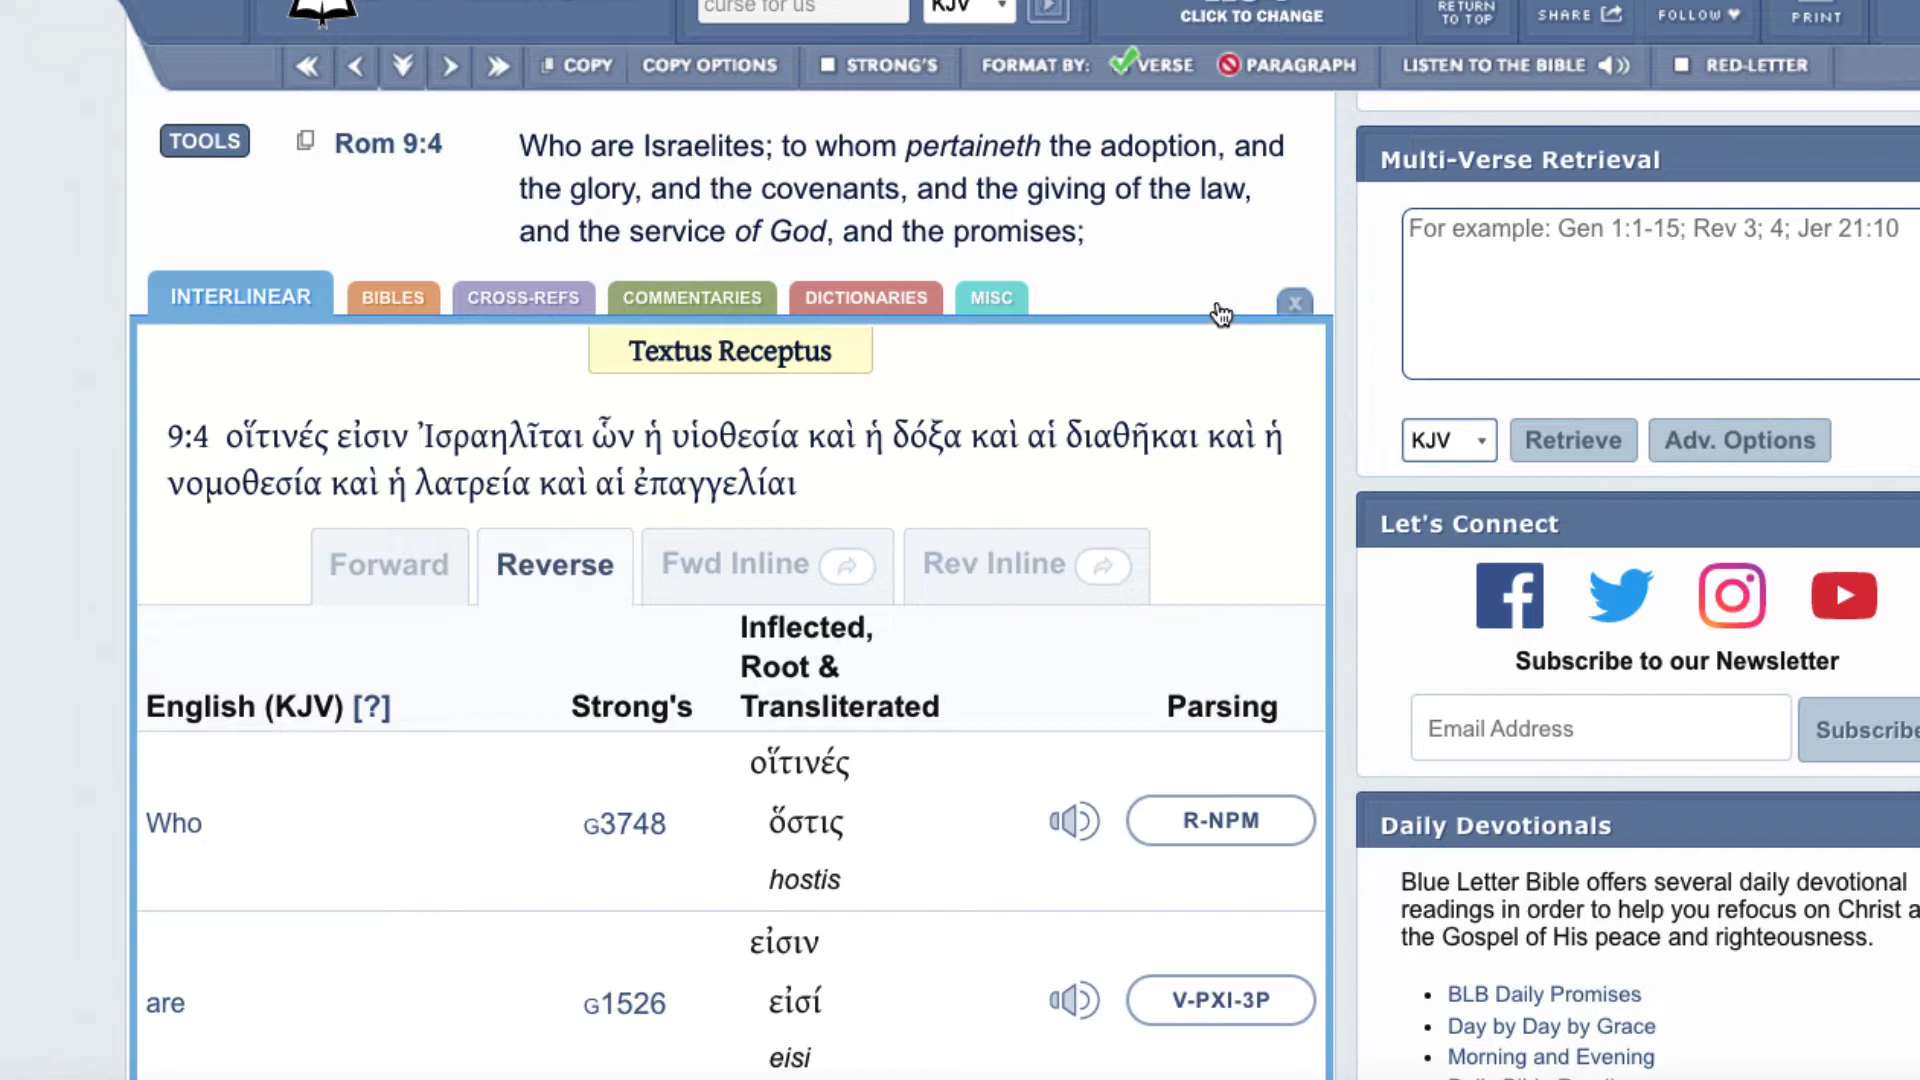 curse for us
KJV
CLICK TO CHANGE
RETURN
TO TOP
SHARE
FOLLOW
PRINT
COPY
COPY OPTIONS
STRONG'S
FORMAT BY:
VERSE
PARAGRAPH
LISTEN TO THE BIBLE
RED-LETTER
TOOLS
Rom 9:4
Who are Israelites; to whom pertaineth the adoption, and
the glory, and the covenants, and the giving of the law,
and the service of God, and the promises;
INTERLINEAR
BIBLES
CROSS-REFS
COMMENTARIES
DICTIONARIES
MISC
x
Textus Receptus
9:4 οἵτινές εἰσιν Ἰσραηλῖται ὧν ἡ υἱοθεσία καὶ ἡ δόξα καὶ αἱ διαθῆκαι καὶ ἡ
νομοθεσία καὶ ἡ λατρεία καὶ αἱ ἐπαγγελίαι
Forward
Reverse
Fwd Inline
Rev Inline
English (KJV) [?]
Strong's
Inflected,
Root &
Transliterated
Parsing
Who
G3748
οἵτινές
ὅστις
hostis
R-NPM
are
G1526
εἰσιν
εἰσί
eisi
V-PXI-3P
Multi-Verse Retrieval
For example: Gen 1:1-15; Rev 3; 4; Jer 21:10
KJV
Retrieve
Adv. Options
Let's Connect
Subscribe to our Newsletter
Email Address
Subscribe
Daily Devotionals
Blue Letter Bible offers several daily devotional
readings in order to help you refocus on Christ a
the Gospel of His peace and righteousness.
BLB Daily Promises
Day by Day by Grace
Morning and Evening